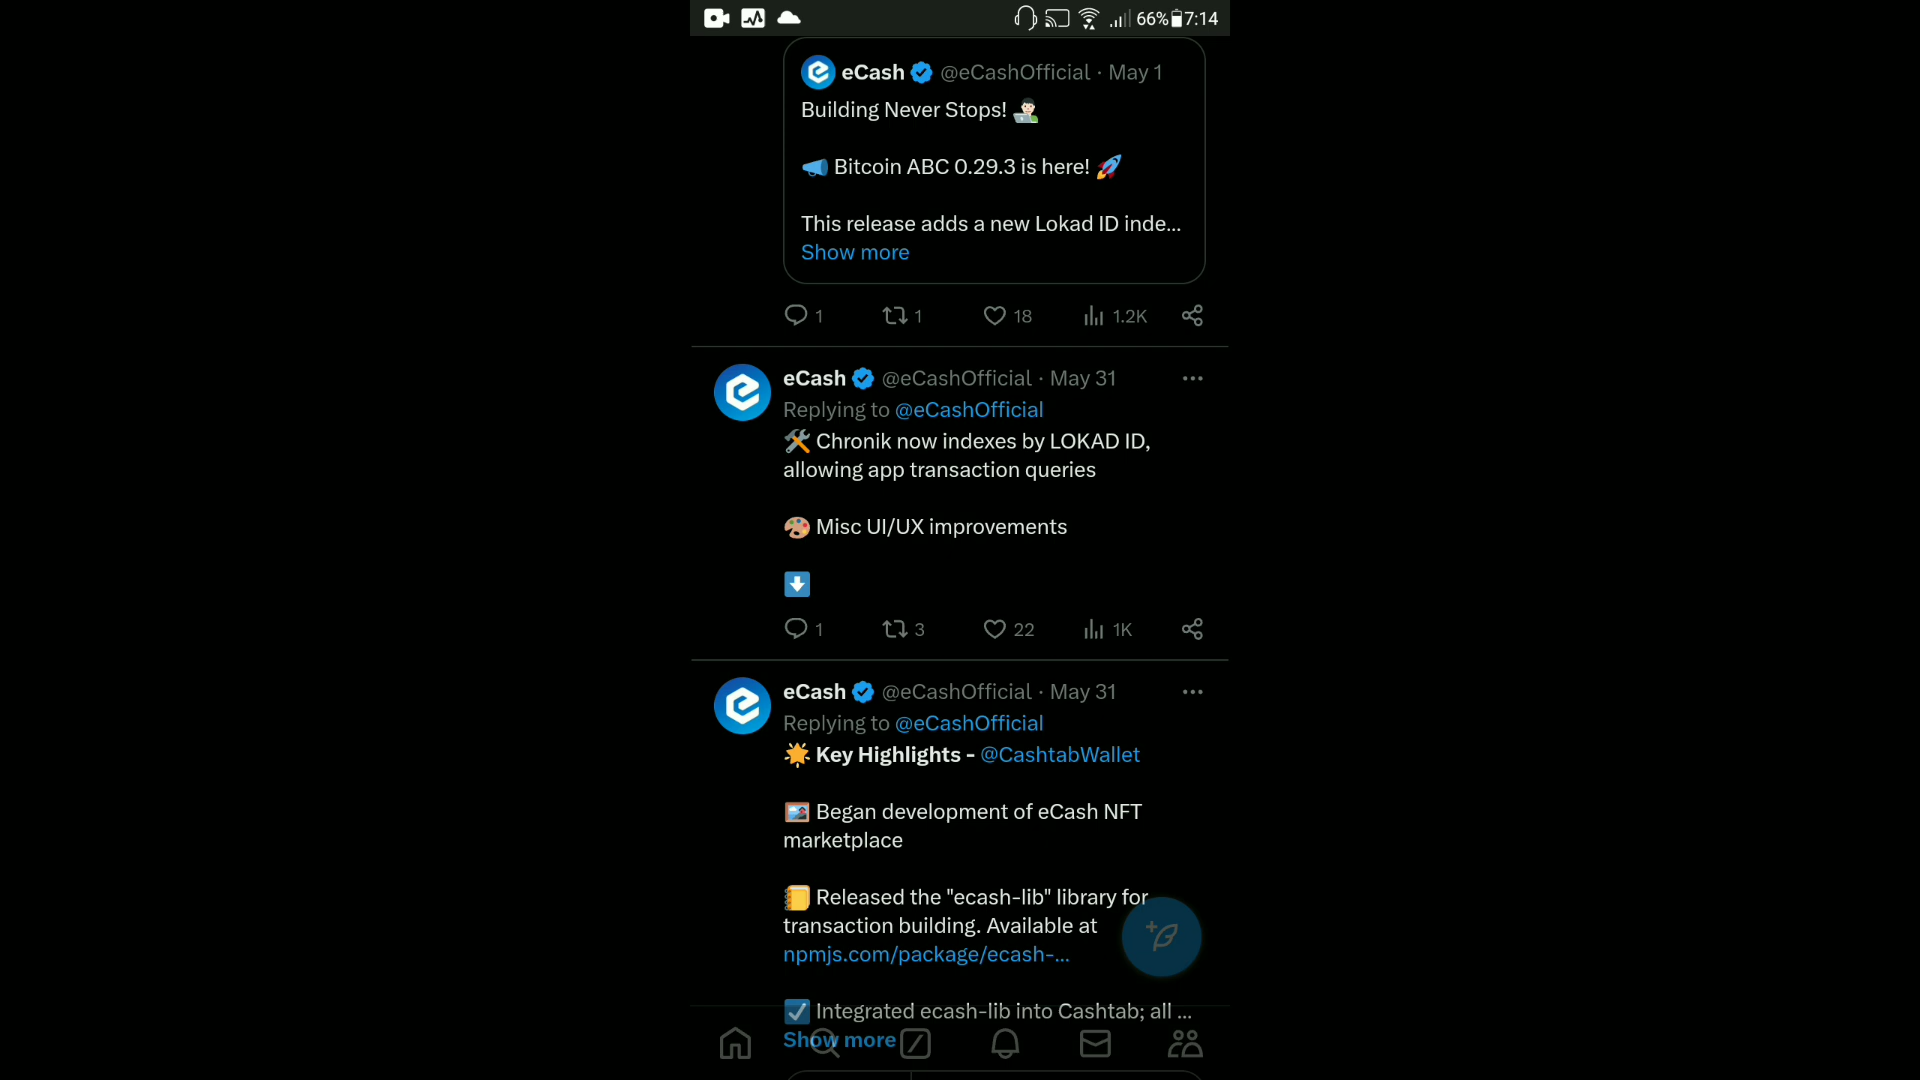 66% 7:14
eCash @eCashOfficial · May 1
Building Never Stops! 👨🏻‍💻
📣 Bitcoin ABC 0.29.3 is here! 🚀
This release adds a new Lokad ID inde...
Show more
1 1 18 1.2K
eCash @eCashOfficial · May 31
Replying to @eCashOfficial
🛠️ Chronik now indexes by LOKAD ID,
allowing app transaction queries
🎨 Misc UI/UX improvements
⬇️
1 3 22 1K
eCash @eCashOfficial · May 31
Replying to @eCashOfficial
🌟 Key Highlights - @CashtabWallet
🖼️ Began development of eCash NFT
marketplace
📒 Released the "ecash-lib" library for
transaction building. Available at
npmjs.com/package/ecash-...
☑️ Integrated ecash-lib into Cashtab; all ...
Show more